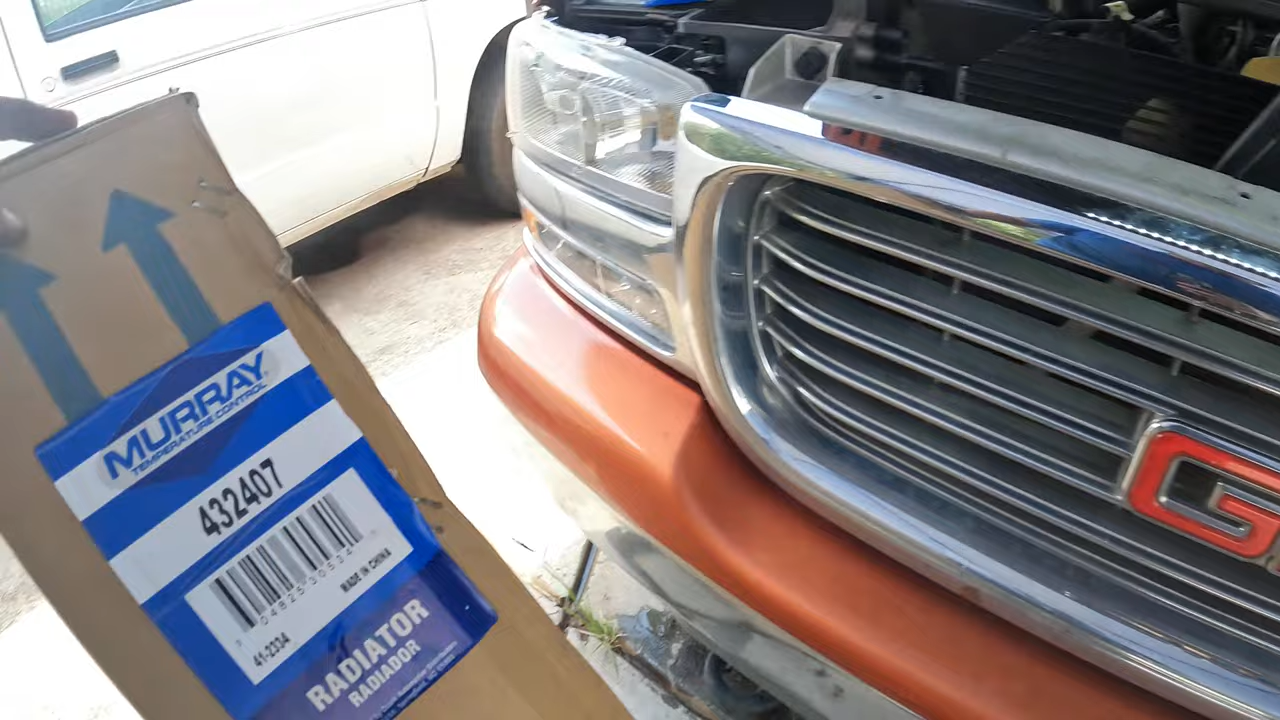 MURRAY
TEMPERATURE CONTROL
432407
MADE IN CHINA
41-2334
RADIATOR
RADIADOR
G